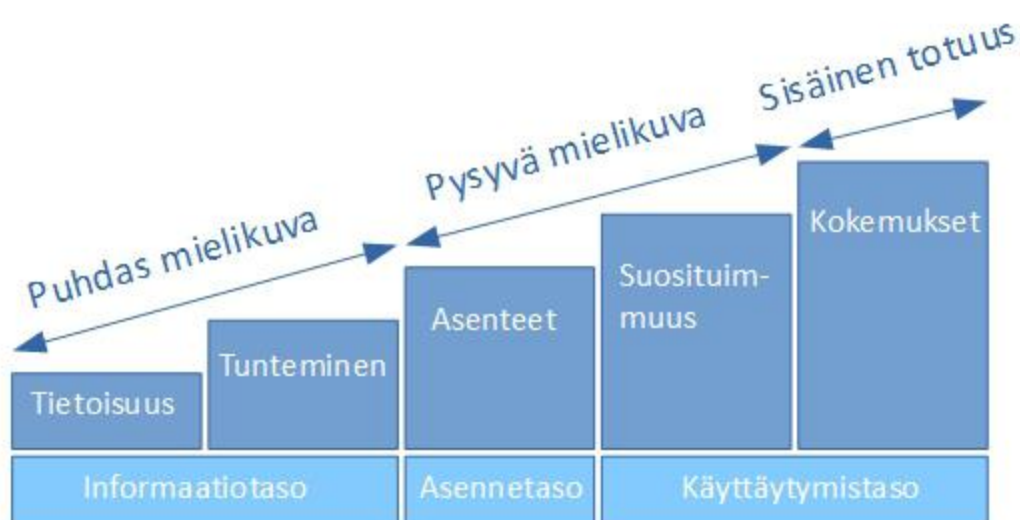 Sisäinen totuus
Pysyvä mielikuva
Puhdas mielikuva
Kokemukset
Suosituim-
muus
Asenteet
Tunteminen
Tietoisuus
Informaatiotaso
Asennetaso
Käyttäytymistaso